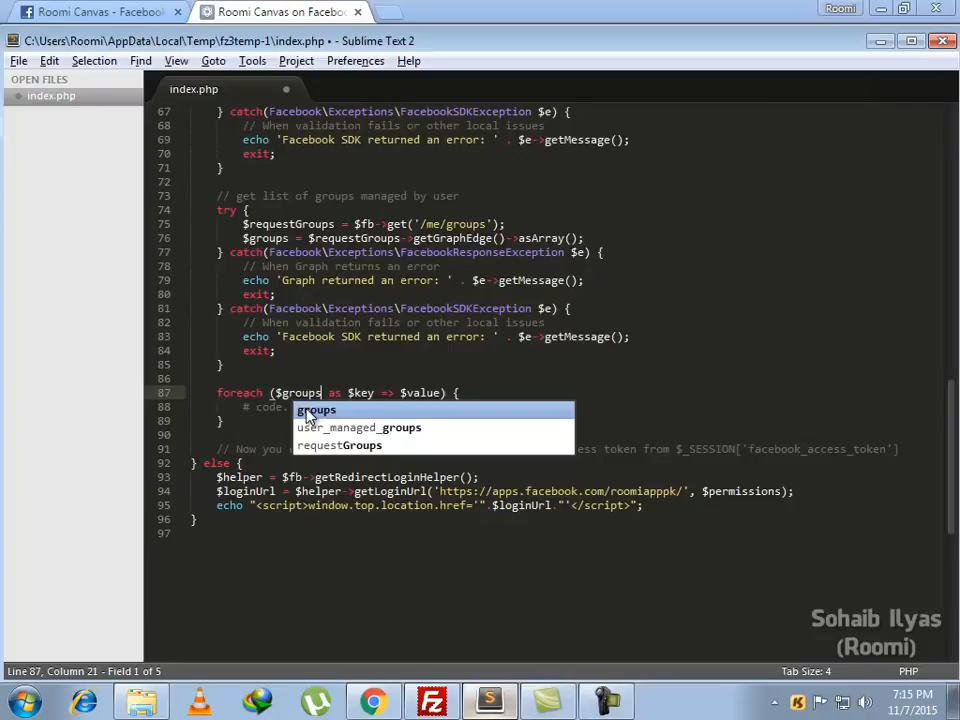 Roomi Canvas - Facebook
Roomi Canvas on Faceboo
Roomi
C:\Users\Roomi\AppData\Local\Temp\fz3temp-1\index.php • - Sublime Text 2
File Edit Selection Find View Goto Tools Project Preferences Help
OPEN FILES
index.php
index.php
67 } catch(Facebook\Exceptions\FacebookSDKException $e) {
68 // When validation fails or other local issues
69 echo 'Facebook SDK returned an error: ' . $e->getMessage();
70 exit;
71 }
72
73 // get list of groups managed by user
74 try {
75 $requestGroups = $fb->get('/me/groups');
76 $groups = $requestGroups->getGraphEdge()->asArray();
77 } catch(Facebook\Exceptions\FacebookResponseException $e) {
78 // When Graph returns an error
79 echo 'Graph returned an error: ' . $e->getMessage();
80 exit;
81 } catch(Facebook\Exceptions\FacebookSDKException $e) {
82 // When validation fails or other local issues
83 echo 'Facebook SDK returned an error: ' . $e->getMessage();
84 exit;
85 }
86
87 foreach ($groups as $key => $value) {
88 # code.
groups
89 }
user_managed_groups
90
requestGroups
91 // Now you ess token from $_SESSION['facebook_access_token']
92 } else {
93 $helper = $fb->getRedirectLoginHelper();
94 $loginUrl = $helper->getLoginUrl('https://apps.facebook.com/roomiapppk/', $permissions);
95 echo "<script>window.top.location.href='".$loginUrl."'</script>";
96 }
97
Sohaib Ilyas
(Roomi)
Line 87, Column 21 - Field 1 of 5
Tab Size: 4
PHP
7:15 PM
11/7/2015